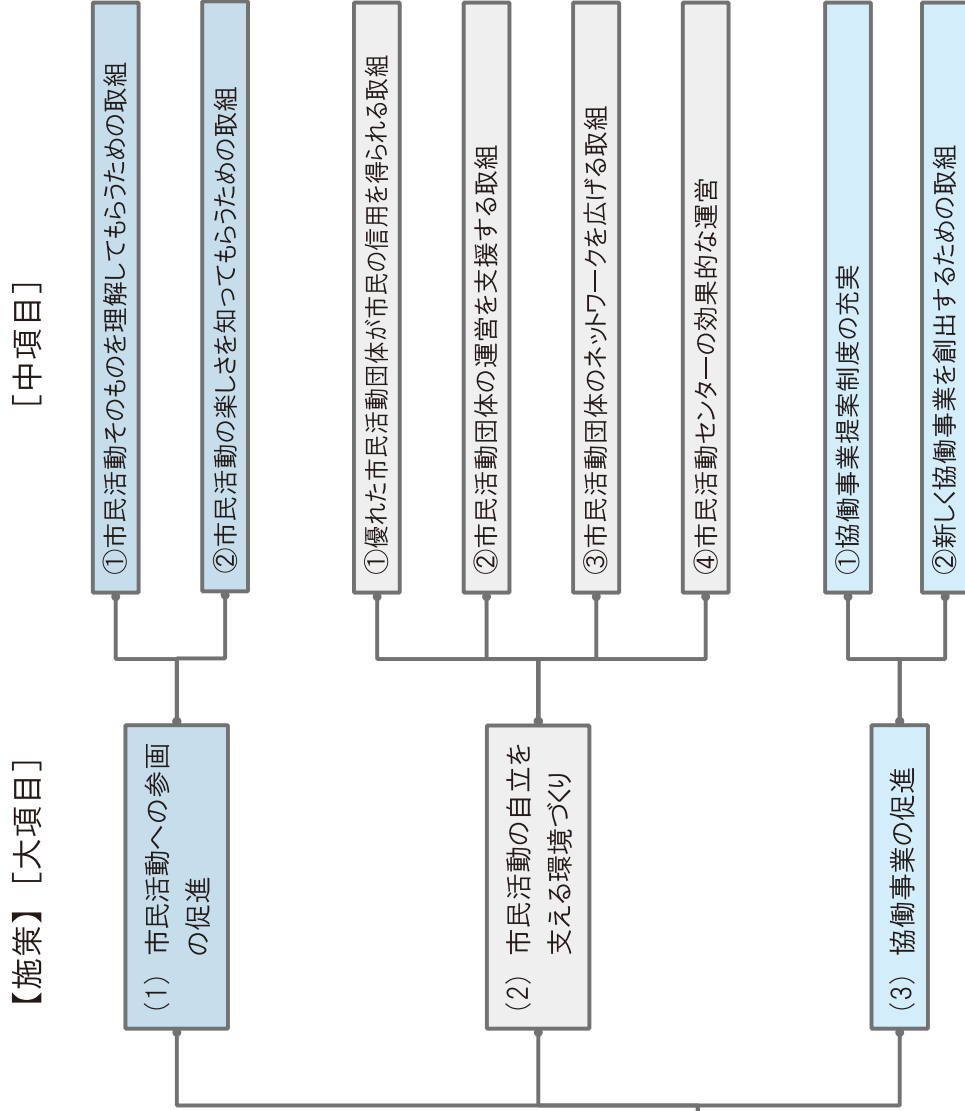 【施策】［大項目］
［中項目］
（1） 市民活動への参画
の促進
①市民活動そのものを理解してもらうための取組
②市民活動の楽しさを知ってもらうための取組
（2） 市民活動の自立を
支える環境づくり
①優れた市民活動団体が市民の信用を得られる取組
②市民活動団体の運営を支援する取組
③市民活動団体のネットワークを広げる取組
④市民活動センターの効果的な運営
（3） 協働事業の促進
①協働事業提案制度の充実
②新しく協働事業を創出するための取組